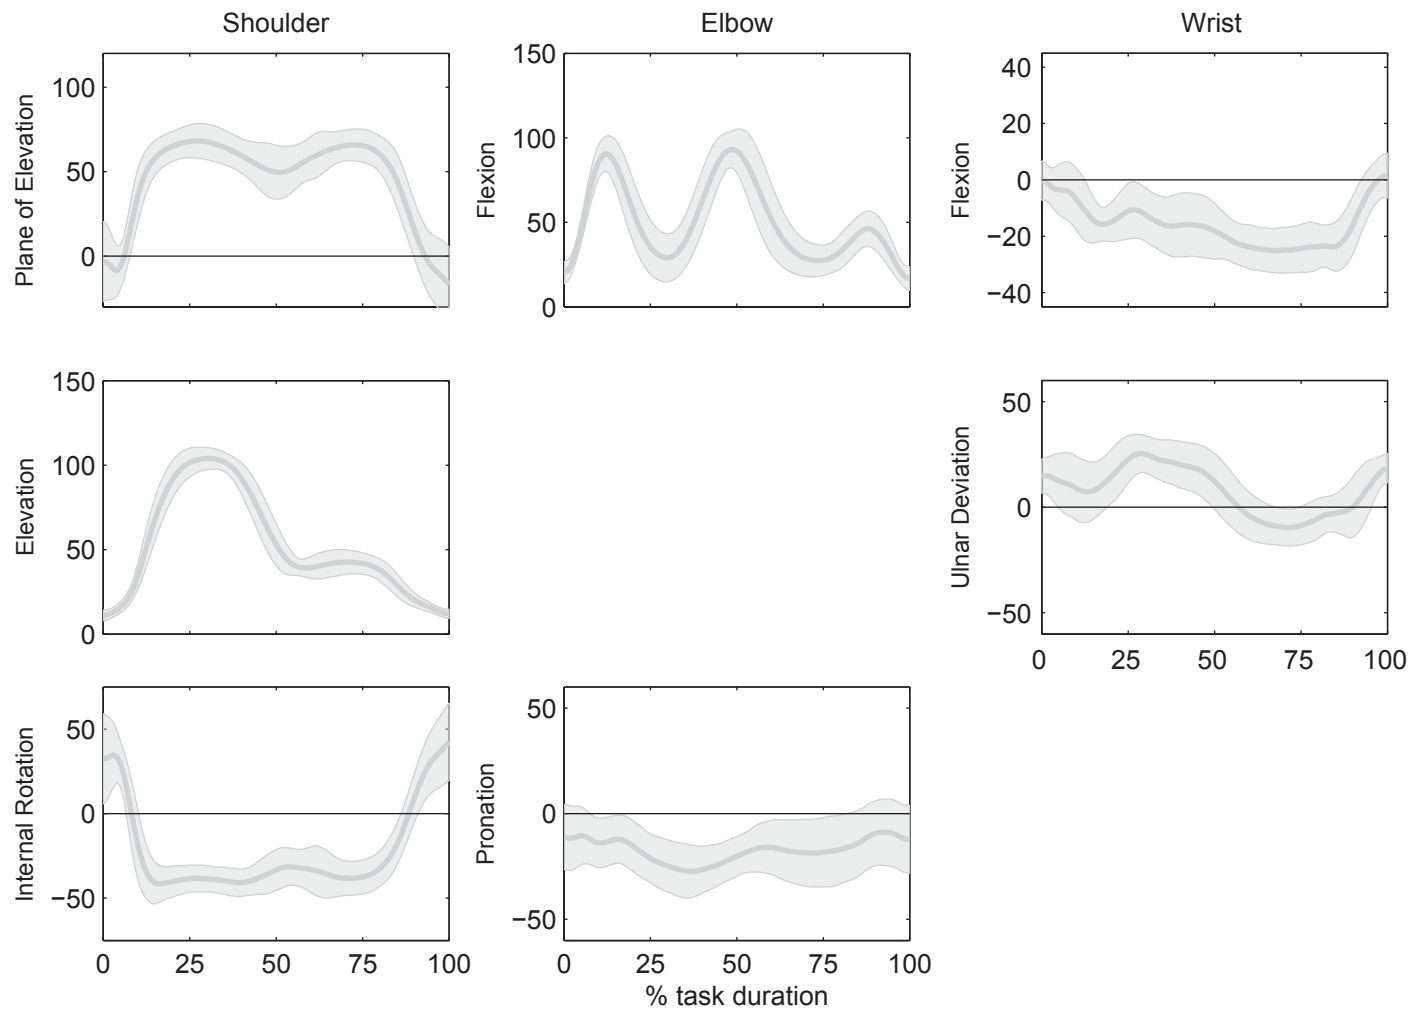 Shoulder
Elbow
Wrist
Plane of Elevation
100
50
0
Flexion
150
100
50
0
Flexion
40
20
0
−20
−40
Elevation
150
100
50
0
Ulnar Deviation
50
0
−50
0 25 50 75 100
Internal Rotation
50
0
−50
0 25 50 75 100
Pronation
50
0
−50
0 25 50 75 100
% task duration